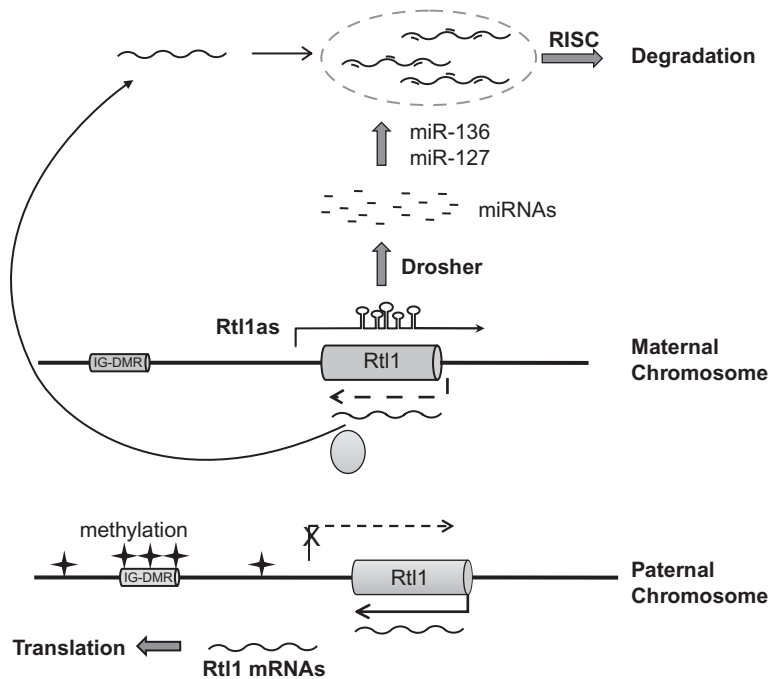 RISC
Degradation
miR-136
miR-127
miRNAs
Drosher
Rtl1as
IG-DMR
Rtl1
Maternal
Chromosome
methylation
X
IG-DMR
Rtl1
Paternal
Chromosome
Translation
Rtl1 mRNAs